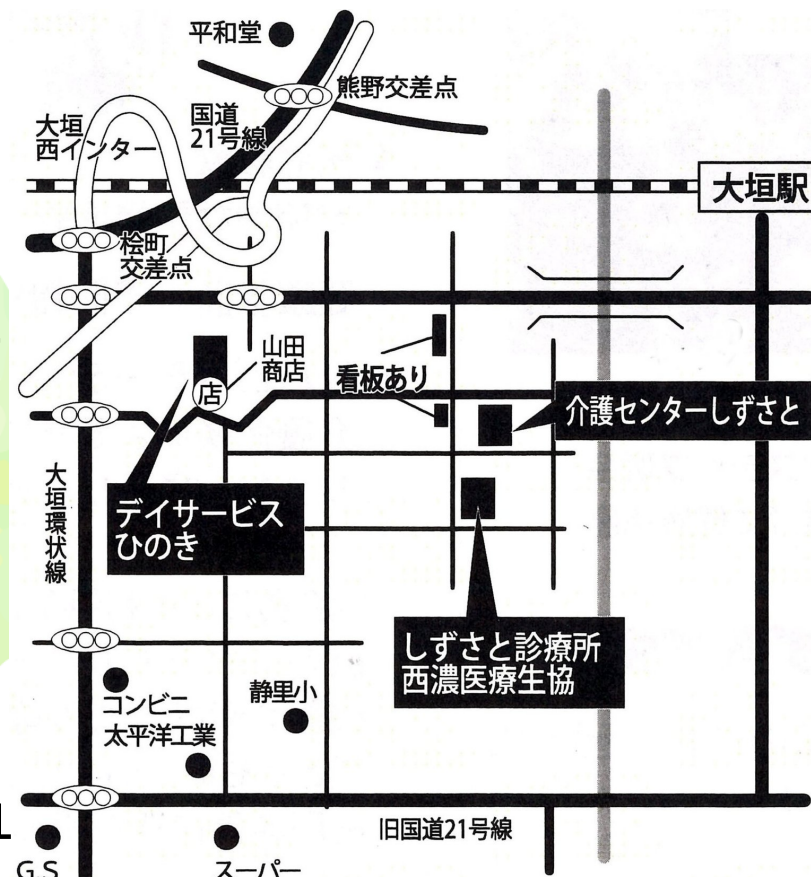 平和堂
熊野交差点
国道
21号線
大垣
西インター
大垣駅
桧町
交差点
山田
商店
店
看板あり
介護センターしずさと
大垣環状線
デイサービス
ひのき
しずさと診療所
西濃医療生協
コンビニ
静里小
太平洋工業
旧国道21号線
G.S
スーパー